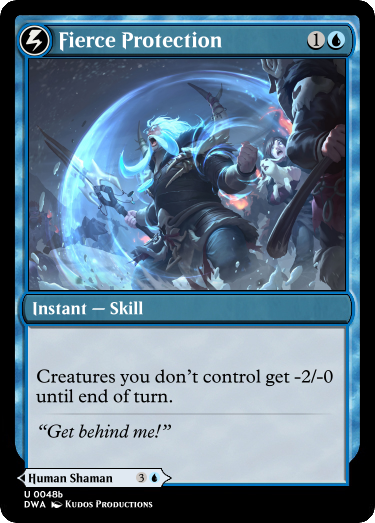 Fierce Protection 1
Instant — Skill
Creatures you don't control get -2/-0
until end of turn.
“Get behind me!”
Human Shaman 3
U 0048b
DWA Kudos Productions